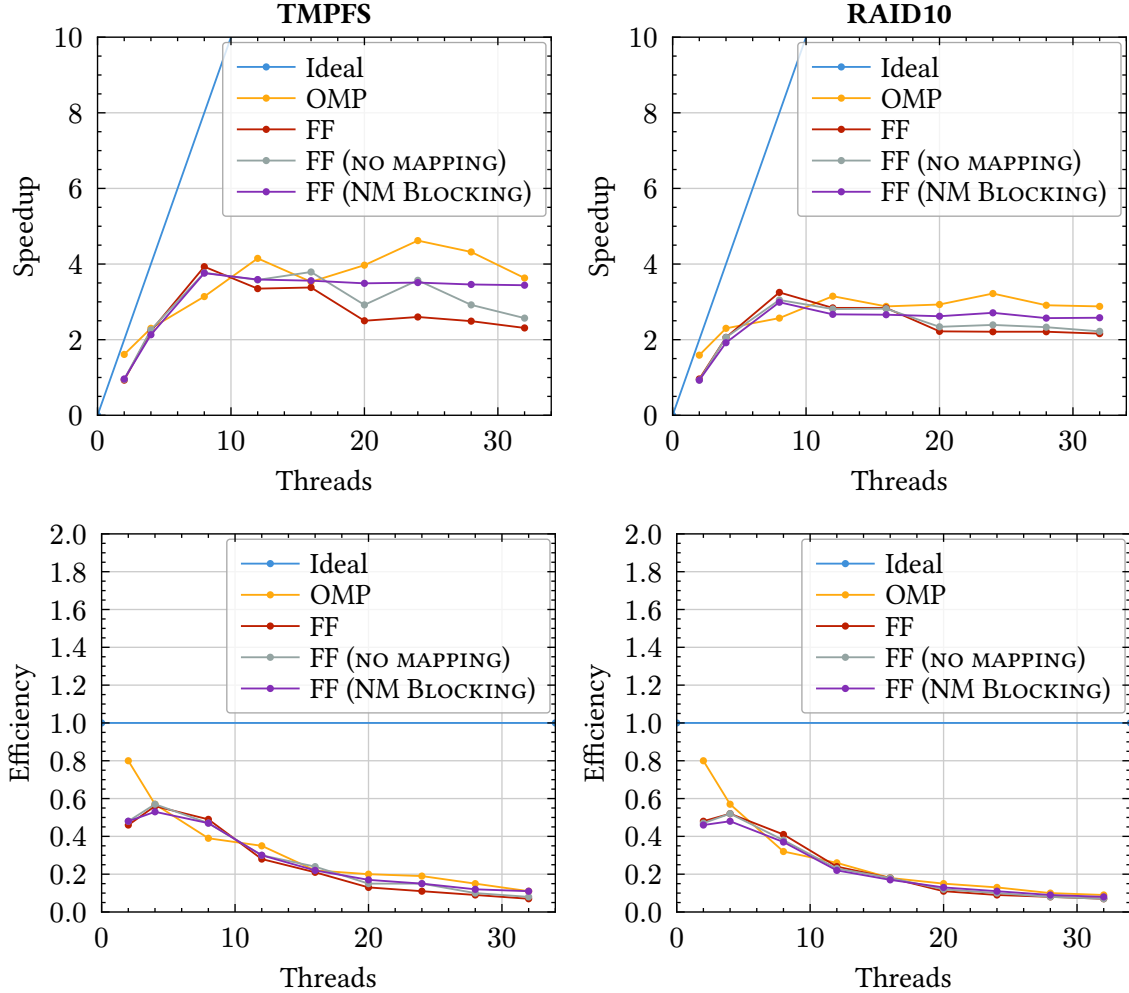 TMPFS
10
8
6
4
2
0
Speedup
Ideal
OMP
FF
FF (NO MAPPING)
FF (NM BLOCKING)
0 10 20 30
Threads
RAID10
10
8
6
4
2
0
Speedup
Ideal
OMP
FF
FF (NO MAPPING)
FF (NM BLOCKING)
0 10 20 30
Threads
2.0
1.8
1.6
1.4
1.2
1.0
0.8
0.6
0.4
0.2
0.0
Efficiency
Ideal
OMP
FF
FF (NO MAPPING)
FF (NM BLOCKING)
0 10 20 30
Threads
2.0
1.8
1.6
1.4
1.2
1.0
0.8
0.6
0.4
0.2
0.0
Efficiency
Ideal
OMP
FF
FF (NO MAPPING)
FF (NM BLOCKING)
0 10 20 30
Threads